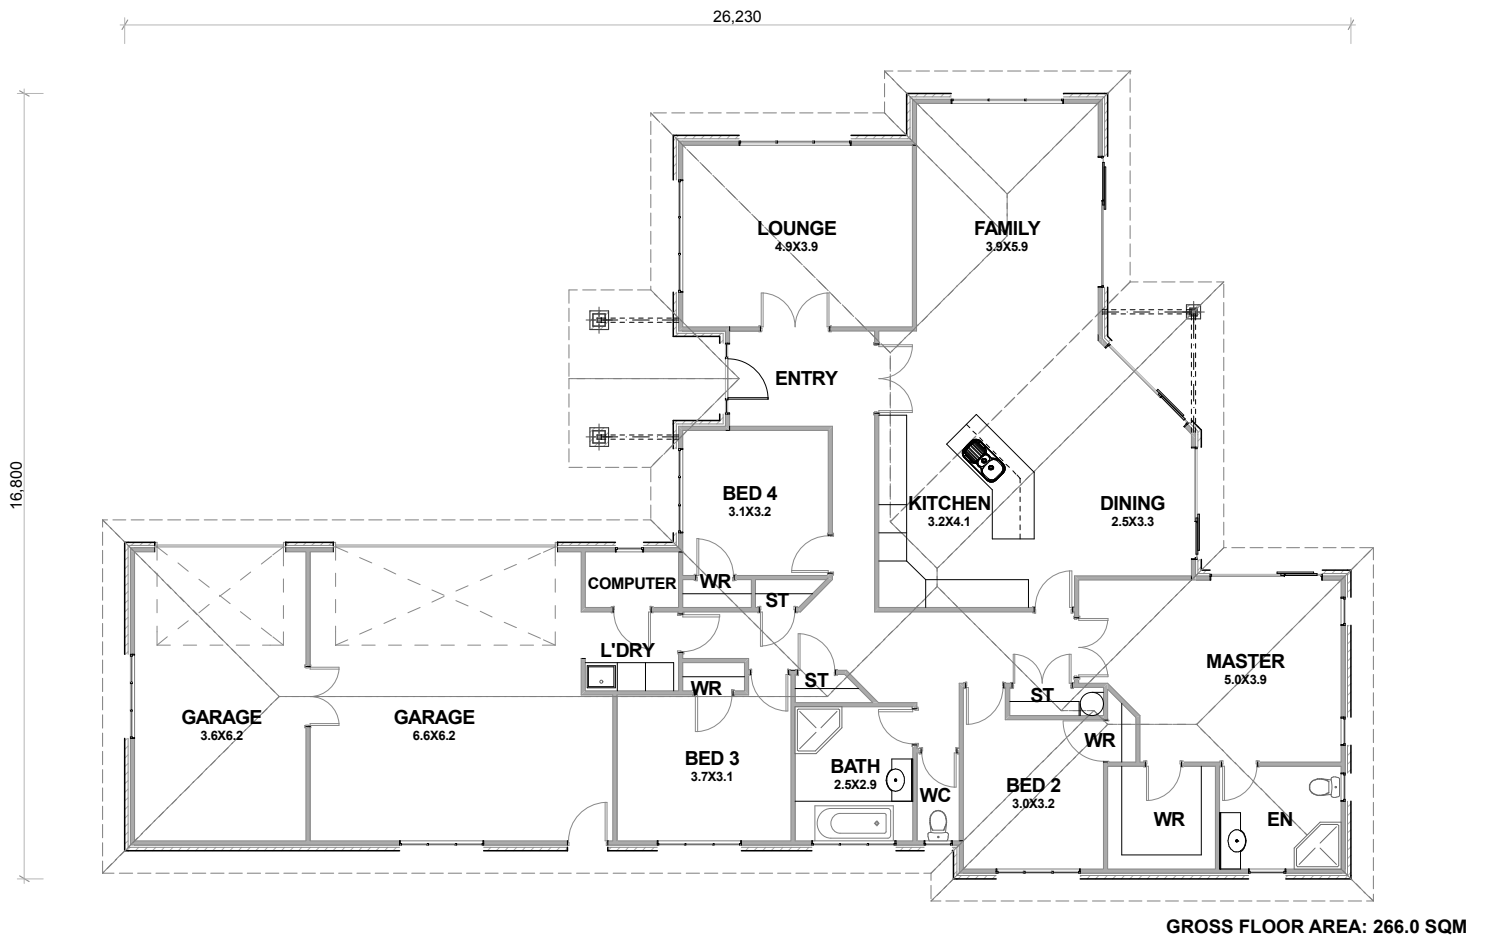 26,230
16,800
LOUNGE
4.9X3.9
FAMILY
3.9X5.9
ENTRY
BED 4
3.1X3.2
KITCHEN
3.2X4.1
DINING
2.5X3.3
COMPUTER
WR
ST
L'DRY
WR
ST
ST
MASTER
5.0X3.9
GARAGE
3.6X6.2
GARAGE
6.6X6.2
WR
BED 3
3.7X3.1
BATH
2.5X2.9
WC
BED 2
3.0X3.2
WR
EN
GROSS FLOOR AREA: 266.0 SQM